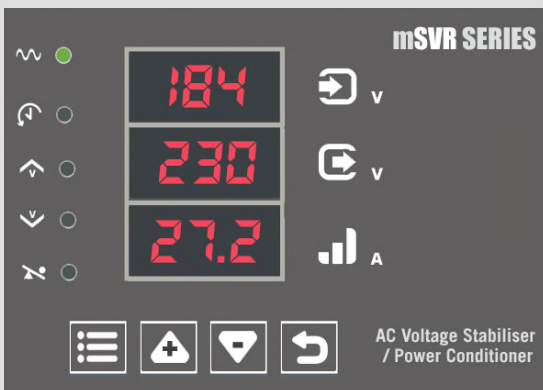 mSVR SERIES
184
V
230
V
27.2
A
V
V
+
-
AC Voltage Stabiliser
/ Power Conditioner